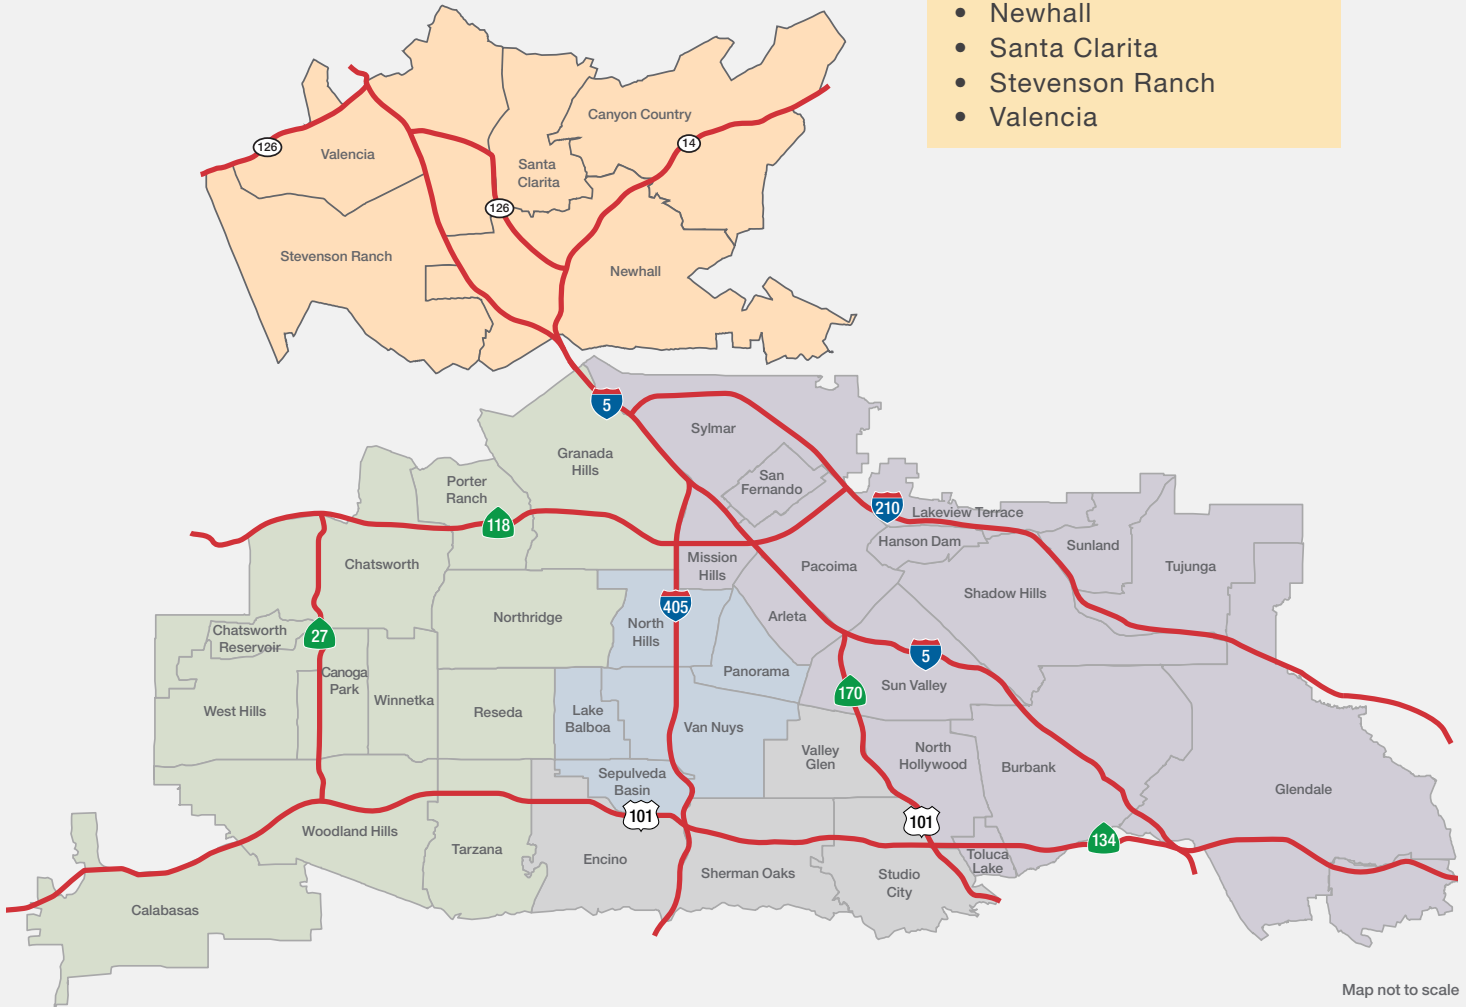 • Newhall
• Santa Clarita
• Stevenson Ranch
• Valencia
Canyon Country
14
126
Valencia
Santa
Clarita
126
Stevenson Ranch
Newhall
5
Sylmar
Granada
Hills
San
Fernando
Porter
Ranch
118
210
Lakeview Terrace
Hanson Dam
Sunland
Mission
Hills
Pacoima
Tujunga
Chatsworth
Shadow Hills
405
Northridge
Arleta
North
Hills
Chatsworth
Reservoir
27
5
Canoga
Park
Panorama
Sun Valley
170
Winnetka
West Hills
Reseda
Lake
Balboa
Van Nuys
Valley
Glen
North
Hollywood
Burbank
Sepulveda
Basin
Glendale
101
101
Woodland Hills
134
Tarzana
Encino
Toluca
Lake
Sherman Oaks
Studio
City
Calabasas
Map not to scale